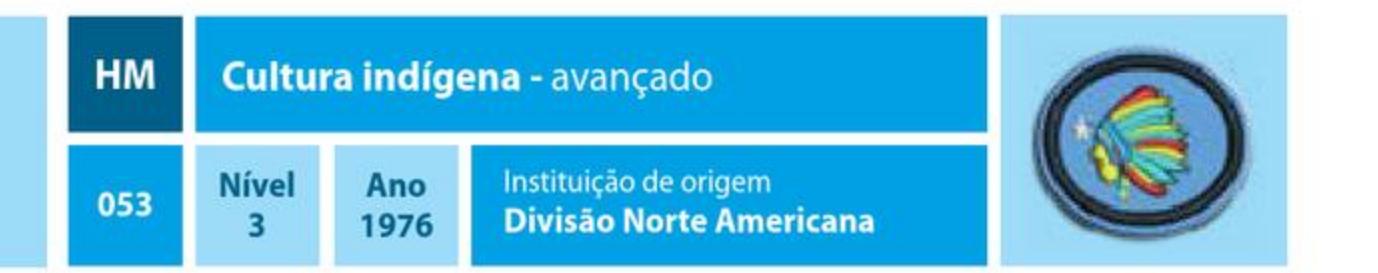 HM
Cultura indígena - avançado
053
Nível
3
Ano
1976
Instituição de origem
Divisão Norte Americana